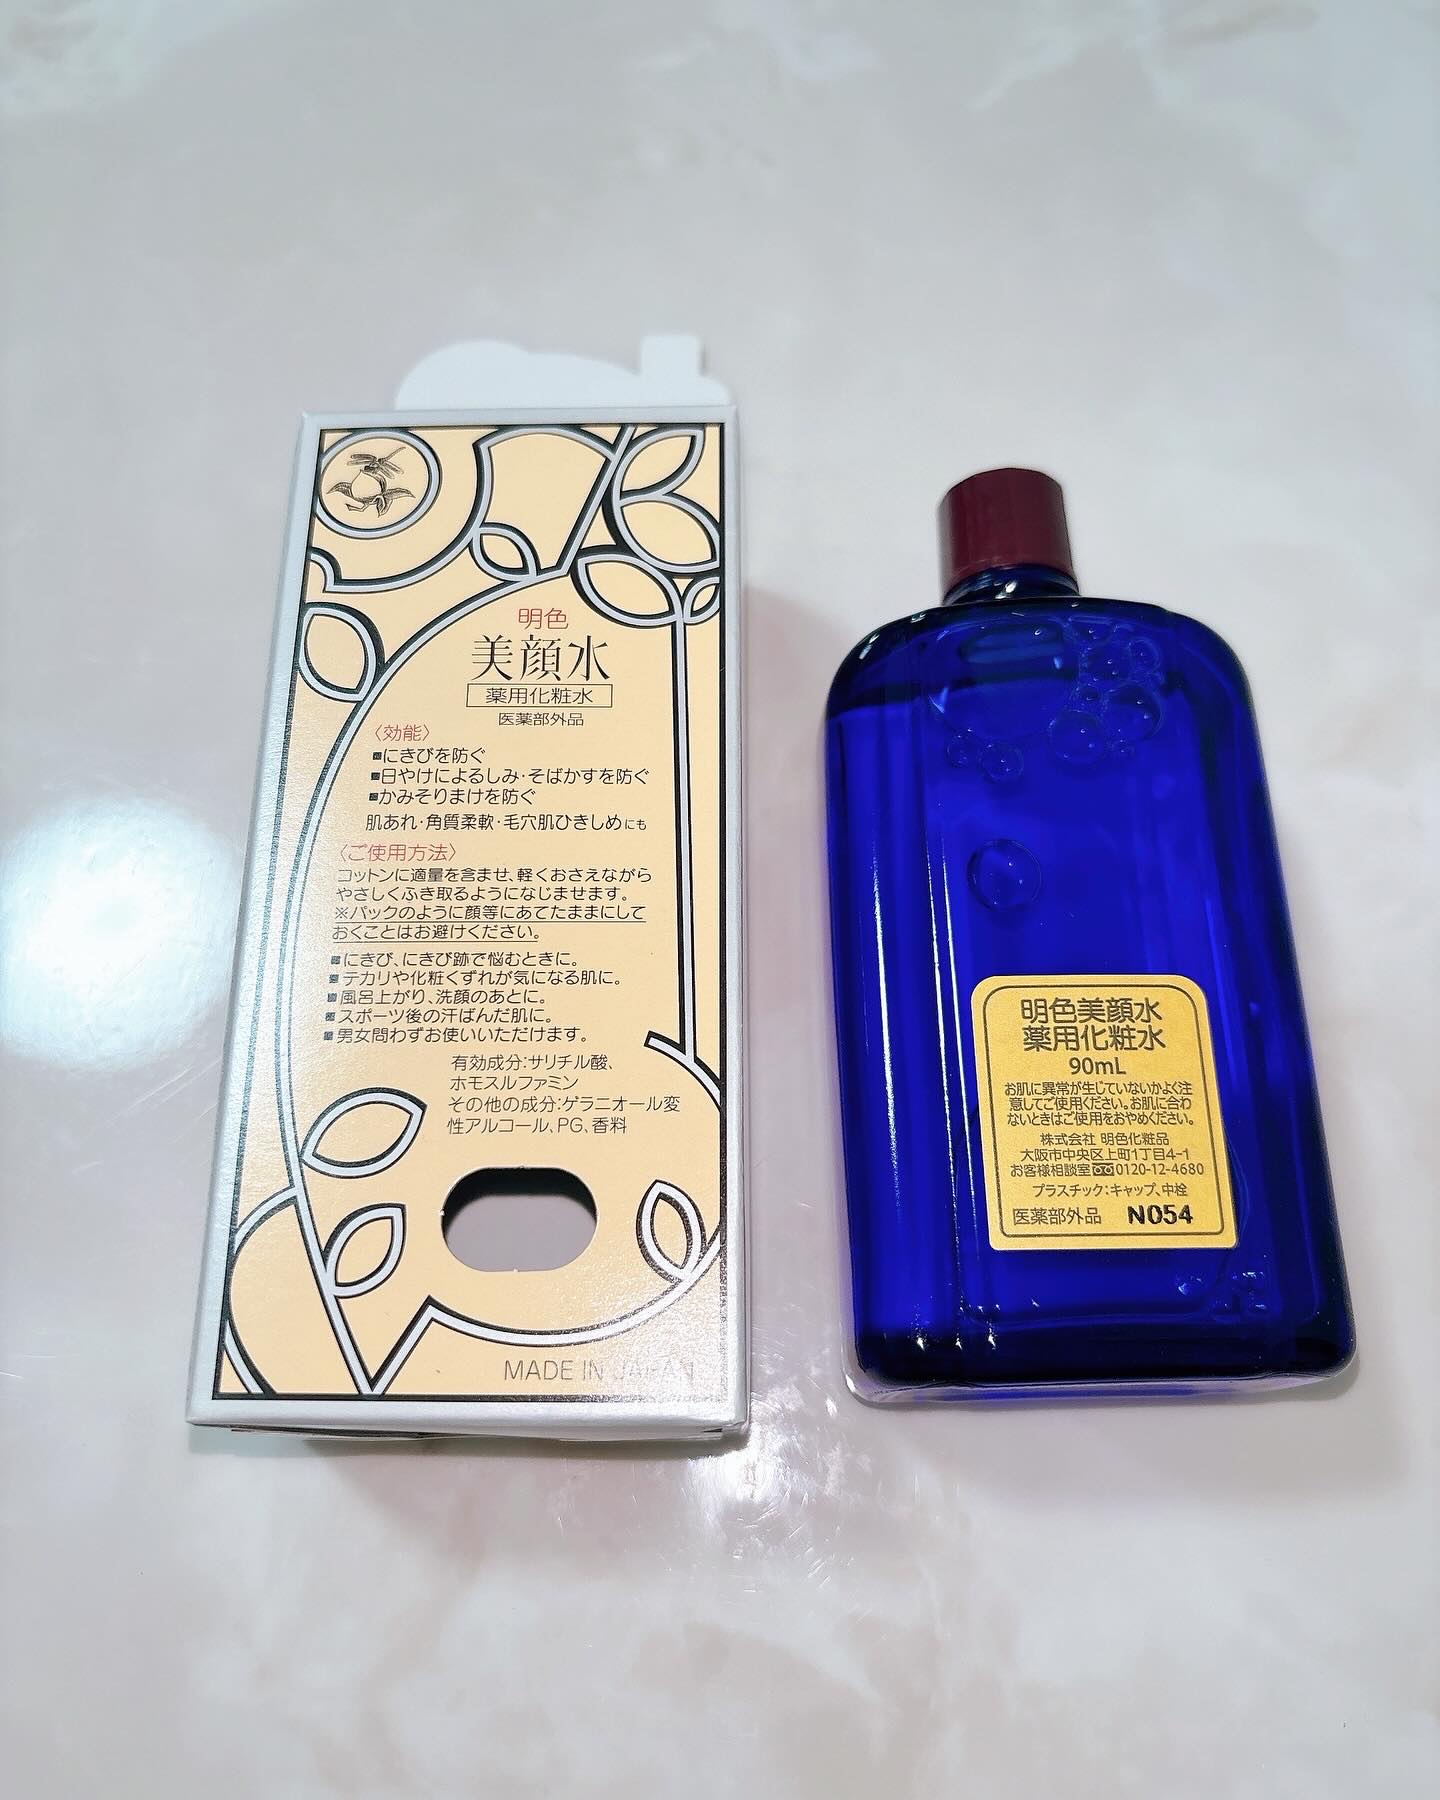 明色
美顔水
薬用化粧水
医薬部外品
〈効能〉
■にきびを防ぐ
■日やけによるしみ・そばかすを防ぐ
■かみそりまけを防ぐ
肌あれ・角質柔軟・毛穴肌ひきしめにも
〈ご使用方法〉
コットンに適量を含ませ、軽くおさえながら
やさしくふき取るようになじませます。
※パックのように顔等にあてたままにして
おくことはお避けください。
■にきび、にきび跡で悩むときに。
■テカリや化粧くずれが気になる肌に。
■風呂上がり、洗顔のあとに。
■スポーツ後の汗ばんだ肌に。
■男女問わずお使いいただけます。
有効成分:サリチル酸、
ホモスルファミン
その他の成分:ゲラニオール変
性アルコール、PG、香料
MADE IN JAPAN
明色美顔水
薬用化粧水
90mL
お肌に異常が生じていないかよく注
意してご使用ください。お肌に合わ
ないときはご使用をおやめください。
株式会社 明色化粧品
大阪市中央区上町1丁目4-1
お客様相談室 0120-12-4680
プラスチック:キャップ、中栓
医薬部外品 N054